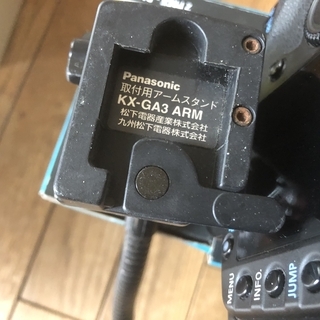 Panasonic
取付用アームスタンド
KX-GA3 ARM
松下電器産業株式会社
九州松下電器株式会社
MENU
INFO.
JUMP